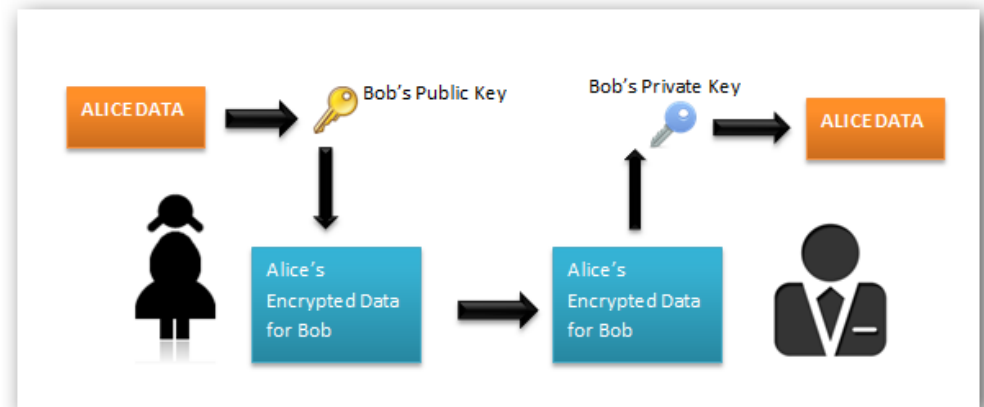 ALICE DATA
Bob's Public Key
Bob's Private Key
ALICE DATA
Alice's
Encrypted Data
for Bob
Alice's
Encrypted Data
for Bob